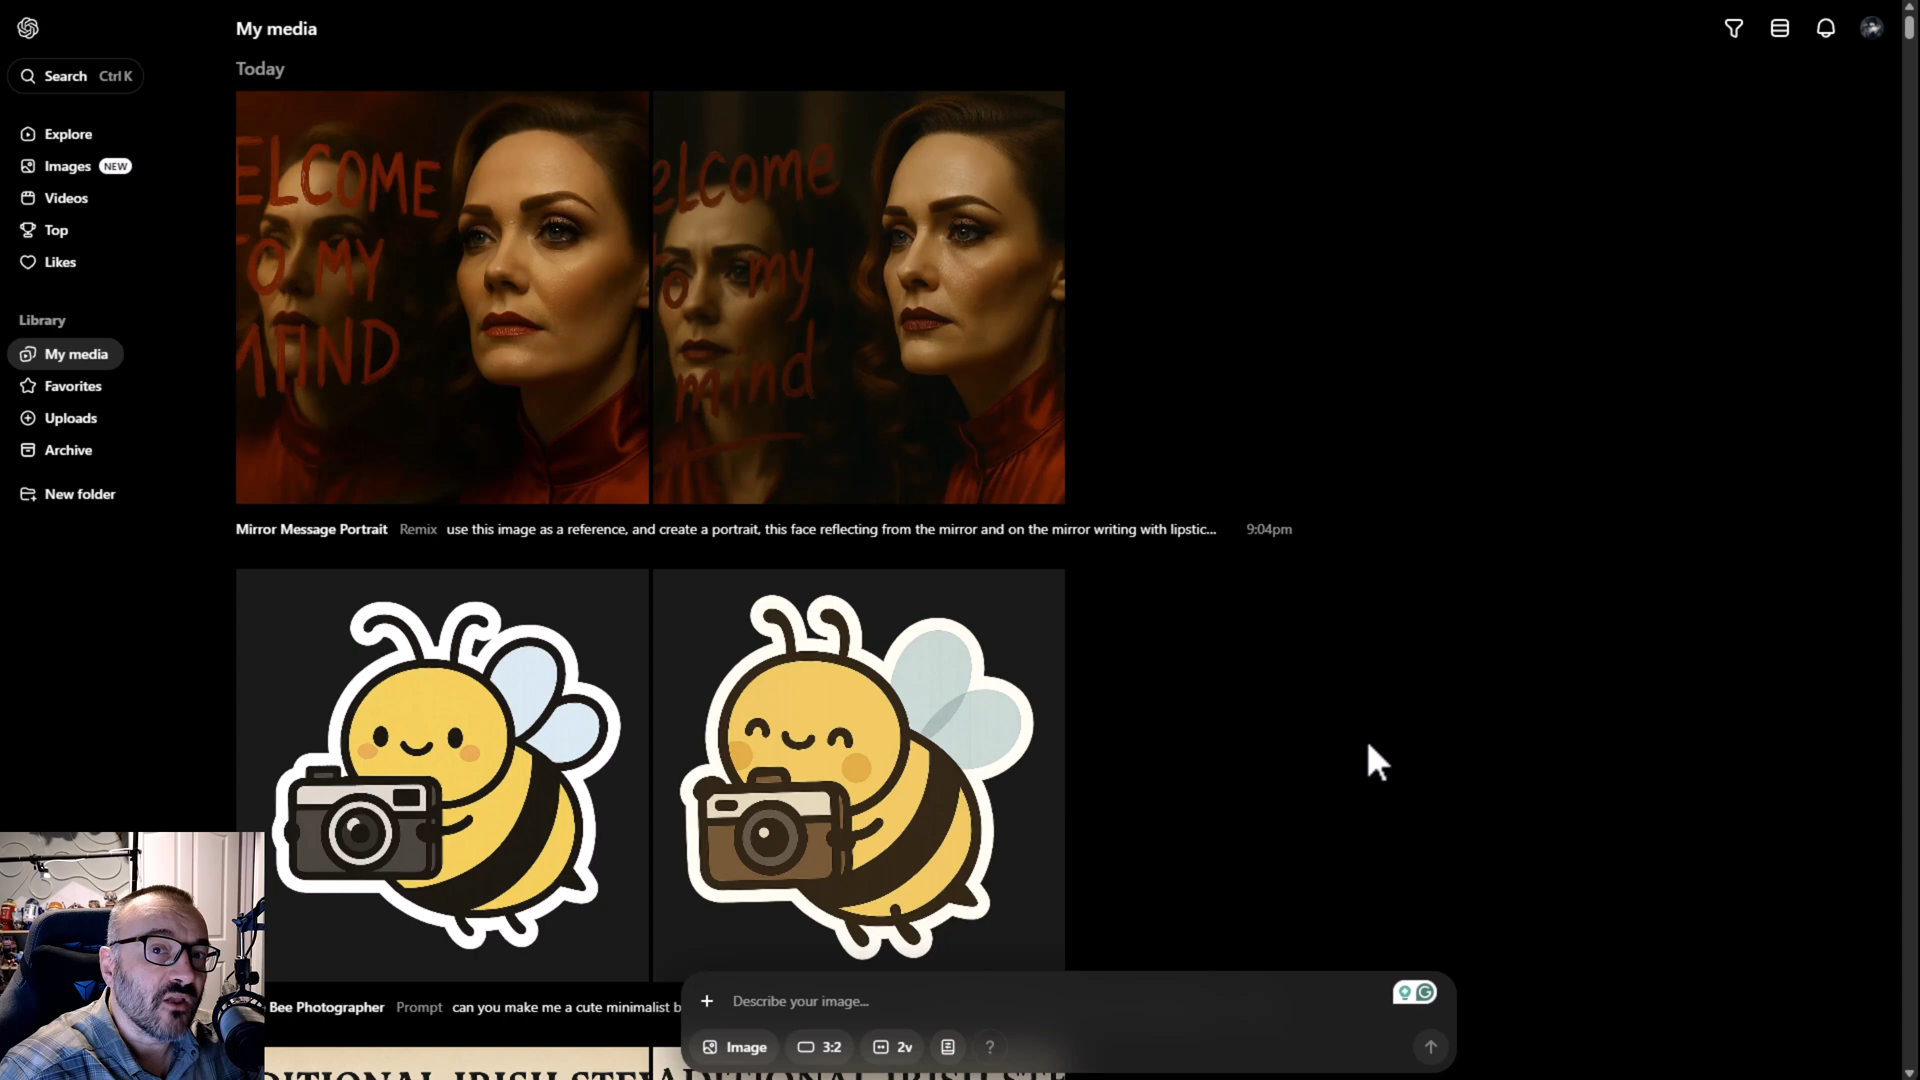 My media
Search Ctrl K
Today
Explore
Images NEW
Videos
Top
Likes
Library
My media
Favorites
Uploads
Archive
New folder
ELCOME
TO MY
MIND
elcome
to my
mind
Mirror Message Portrait Remix use this image as a reference, and create a portrait, this face reflecting from the mirror and on the mirror writing with lipstic... 9:04pm
Bee Photographer Prompt can you make me a cute minimalist b
Describe your image...
Image 3:2 2v ?